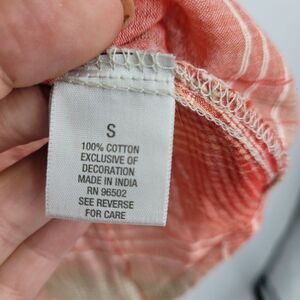 S
100% COTTON
EXCLUSIVE OF
DECORATION
MADE IN INDIA
RN 96502
SEE REVERSE
FOR CARE